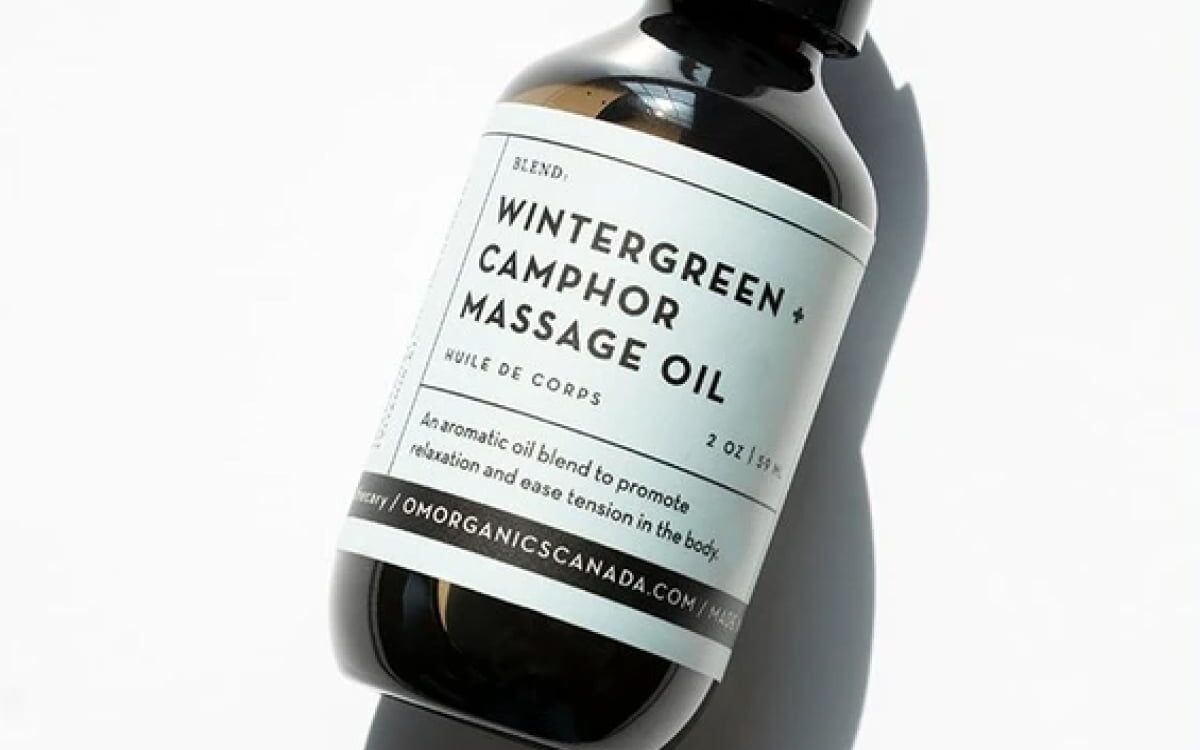 BLEND:
WINTERGREEN +
CAMPHOR
MASSAGE OIL
HUILE DE CORPS
2 OZ | 59 ML
An aromatic oil blend to promote
relaxation and ease tension in the body.
/ OMORGANICSCANADA.COM / MADE